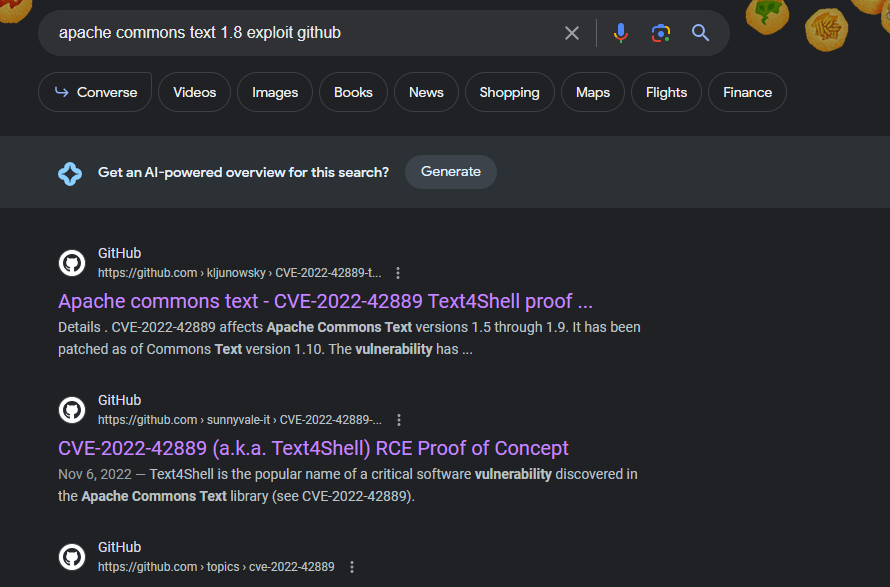 apache commons text 1.8 exploit github
Converse
Videos
Images
Books
News
Shopping
Maps
Flights
Finance
Get an AI-powered overview for this search?
Generate
GitHub
https://github.com › kljunowsky › CVE-2022-42889-t...
Apache commons text - CVE-2022-42889 Text4Shell proof ...
Details . CVE-2022-42889 affects Apache Commons Text versions 1.5 through 1.9. It has been
patched as of Commons Text version 1.10. The vulnerability has ...
GitHub
https://github.com › sunnyvale-it › CVE-2022-42889-...
CVE-2022-42889 (a.k.a. Text4Shell) RCE Proof of Concept
Nov 6, 2022 — Text4Shell is the popular name of a critical software vulnerability discovered in
the Apache Commons Text library (see CVE-2022-42889).
GitHub
https://github.com › topics › cve-2022-42889